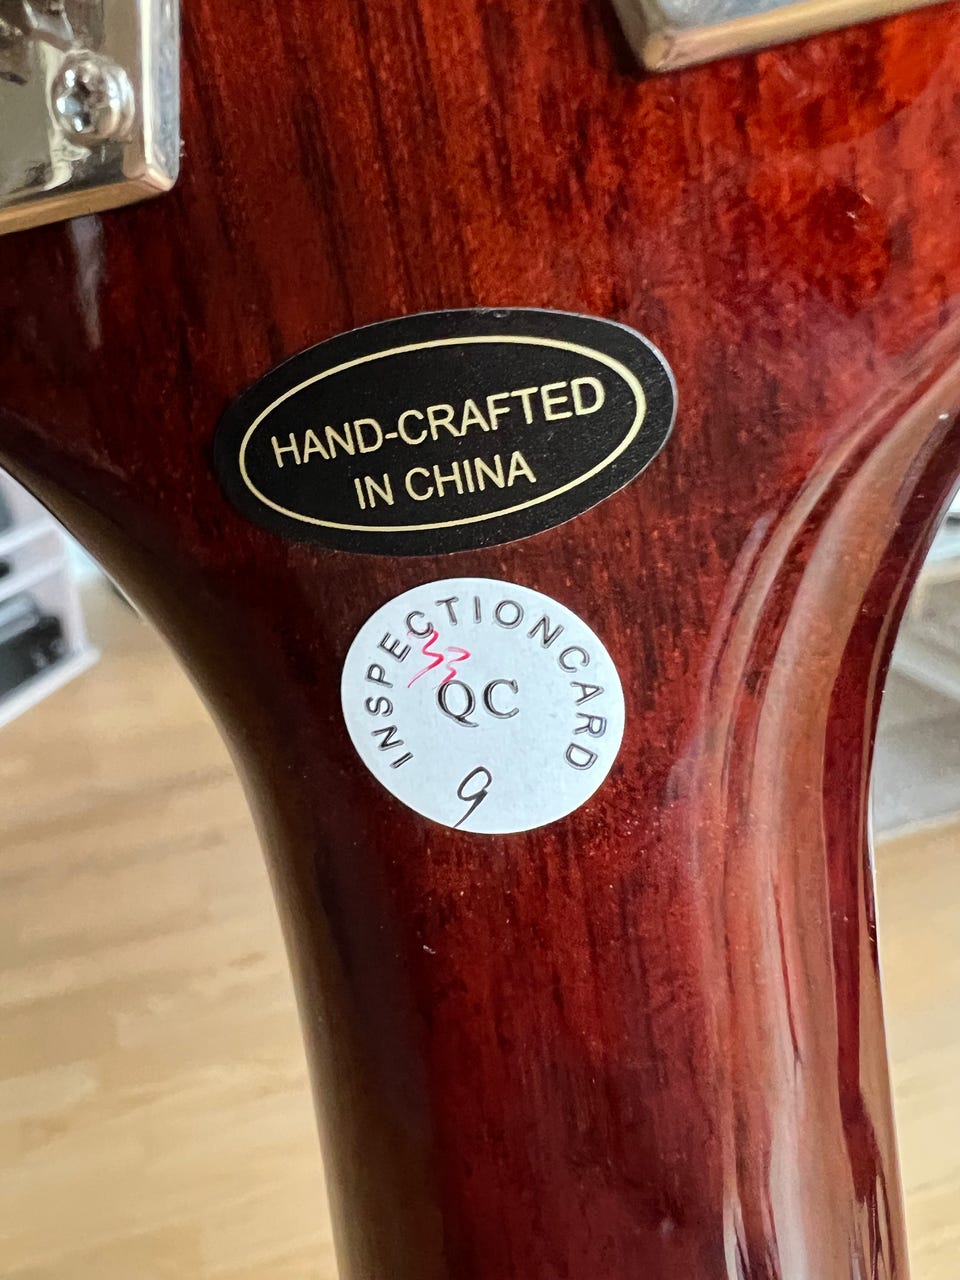 HAND-CRAFTED
IN CHINA
INSPECTIONCARD
QC
9